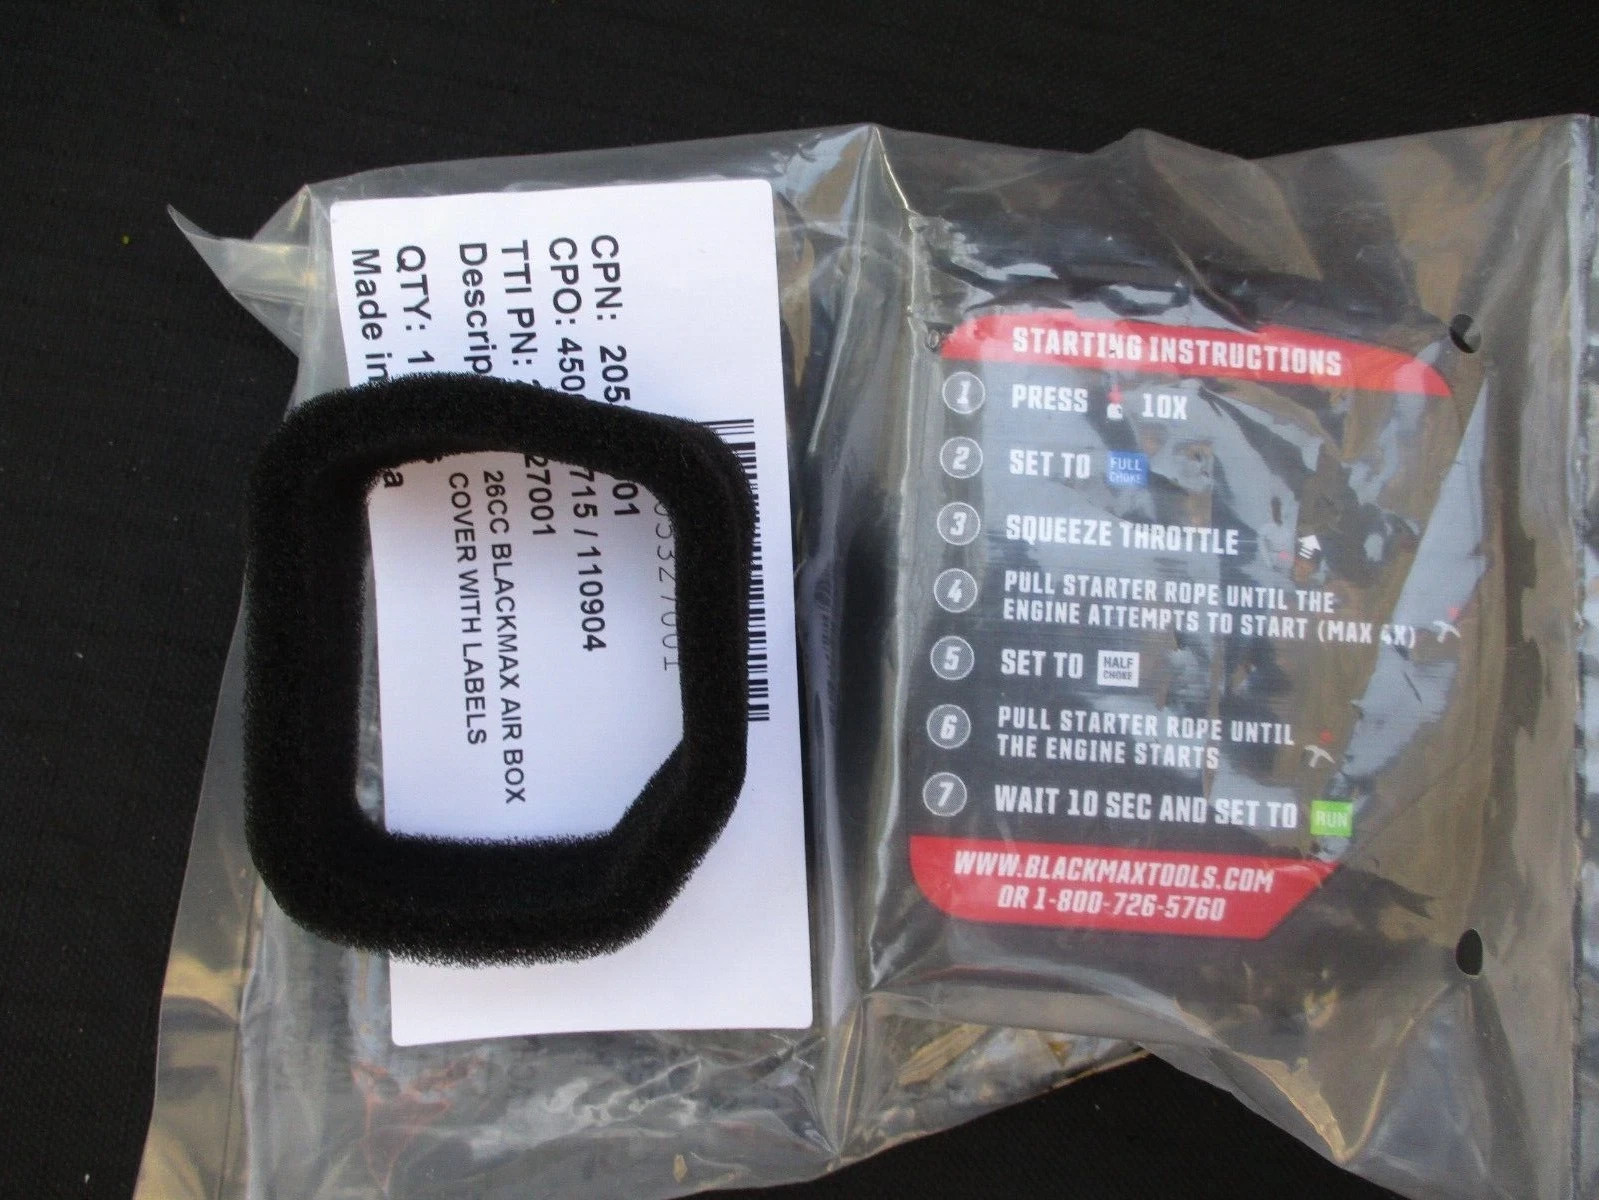 CPN: 205
01
CPO: 450
715 / 110904
TTI PN:
27001
Descrip
26CC BLACKMAX AIR BOX
COVER WITH LABELS
QTY: 1
Made in
a
STARTING INSTRUCTIONS
1 PRESS 10X
2 SET TO FULL CHOKE
3 SQUEEZE THROTTLE
4 PULL STARTER ROPE UNTIL THE
ENGINE ATTEMPTS TO START (MAX 4X)
5 SET TO HALF CHOKE
6 PULL STARTER ROPE UNTIL
THE ENGINE STARTS
7 WAIT 10 SEC AND SET TO RUN
WWW.BLACKMAXTOOLS.COM
OR 1-800-726-5760